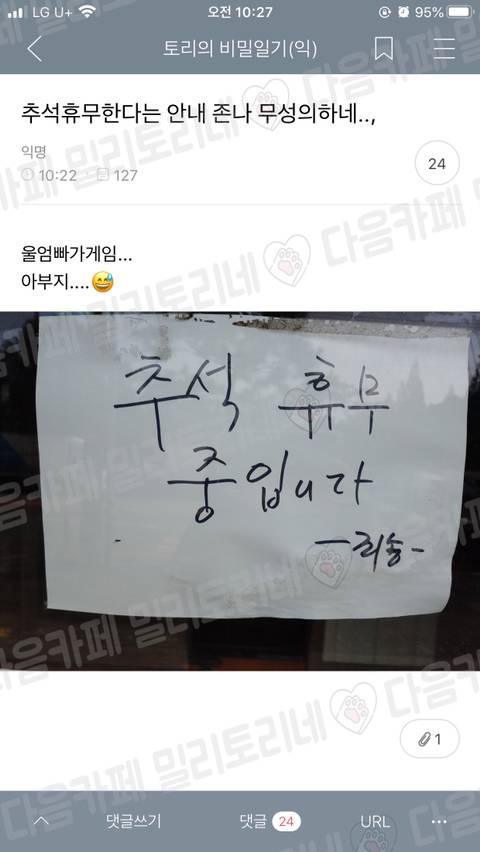 LG U+ 오전 10:27 95%
토리의 비밀일기(익)
추석휴무한다는 안내 존나 무성의하네..,
익명
10:22 · 127
24
울엄빠가게임...
아부지....😅
추석 휴무
중입니다
-죄송-
1
댓글쓰기 댓글 24 URL ...
다음카페 밀리토리네